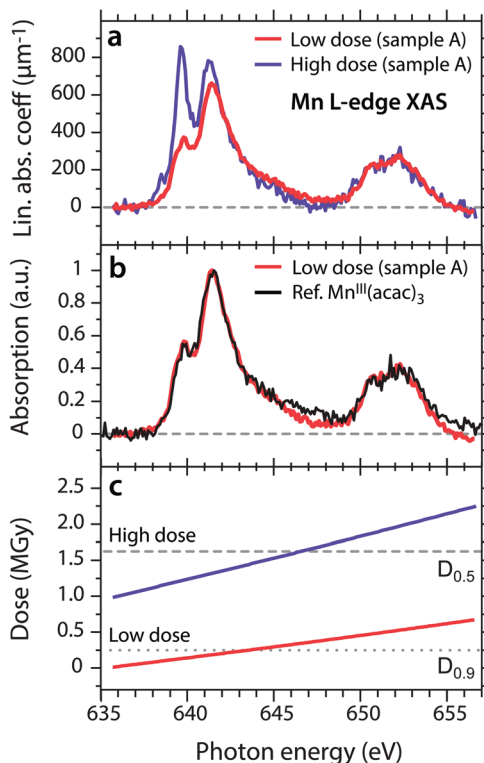 a
Low dose (sample A)
High dose (sample A)
Mn L-edge XAS
Lin. abs. coeff (μm⁻¹)
800
600
400
200
0
b
Low dose (sample A)
Ref. Mnᴵᴵᴵ(acac)₃
Absorption (a.u.)
1
0.8
0.6
0.4
0.2
0
c
High dose
D₀.₅
Low dose
D₀.₉
Dose (MGy)
2.5
2.0
1.5
1.0
0.5
0
635 640 645 650 655
Photon energy (eV)